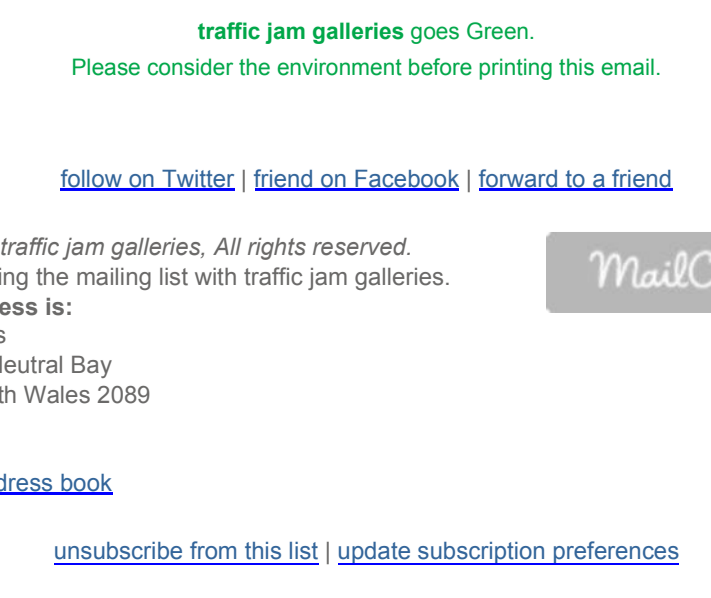 traffic jam galleries goes Green.
Please consider the environment before printing this email.
follow on Twitter | friend on Facebook | forward to a friend
traffic jam galleries, All rights reserved.
ing the mailing list with traffic jam galleries.
ess is:
s
Neutral Bay
th Wales 2089
MailC
dress book
unsubscribe from this list | update subscription preferences